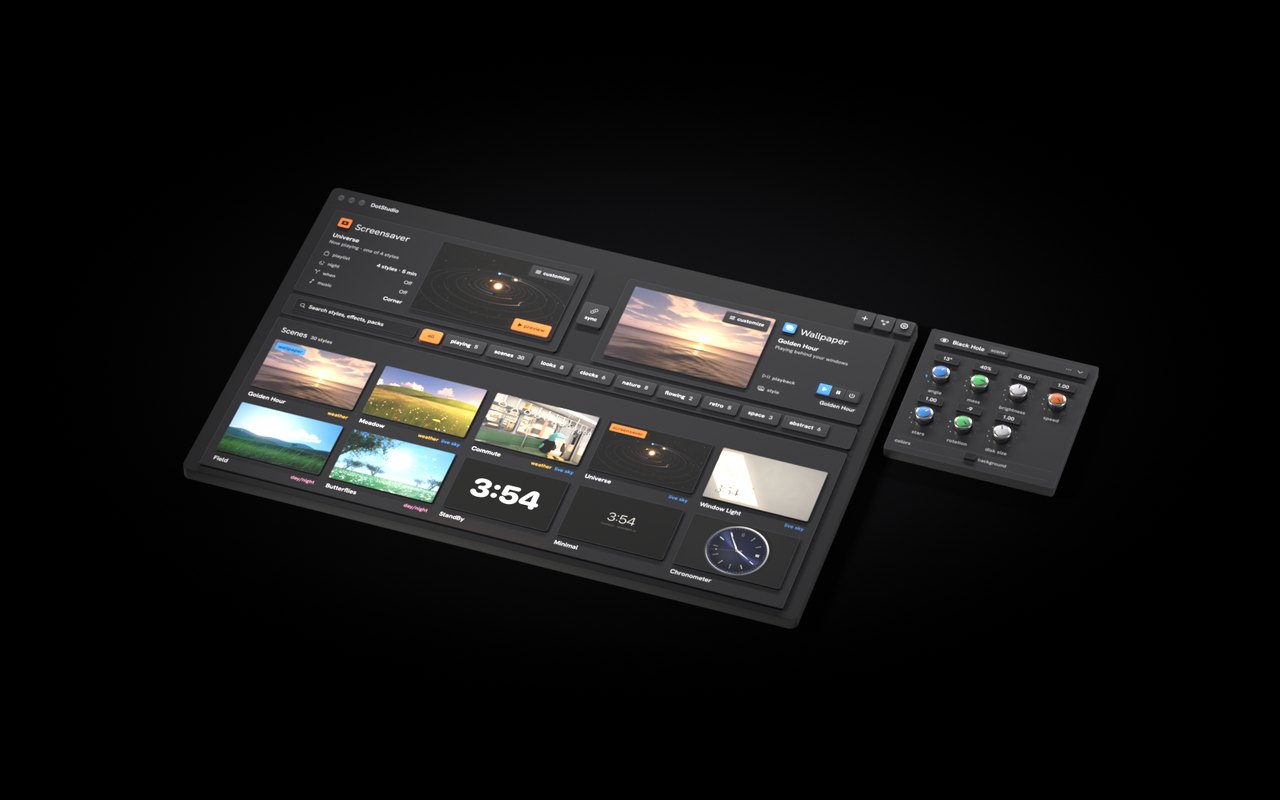 DotStudio
Screensaver
Universe
Now playing · one of 4 styles
playlist
4 styles · 5 min
night
Off
when
Off
music
Corner
customize
preview
sync
customize
Wallpaper
Golden Hour
Playing behind your windows
playback
style
Golden Hour
Search styles, effects, packs
all
playing 5
scenes 30
looks 8
clocks 6
nature 8
flowing 2
retro 5
space 3
abstract 6
Scenes 30 styles
wallpaper
Golden Hour
weather
Meadow
weather live sky
Commute
weather live sky
screensaver
Universe
live sky
Window Light
live sky
Field
day/night
Butterflies
day/night
3:54
StandBy
3:54
Minimal
Chronometer
Black Hole scene
13°
40%
mass
5.00
brightness
1.00
speed
1.00
stars
rotation
1.00
disk size
colors
background